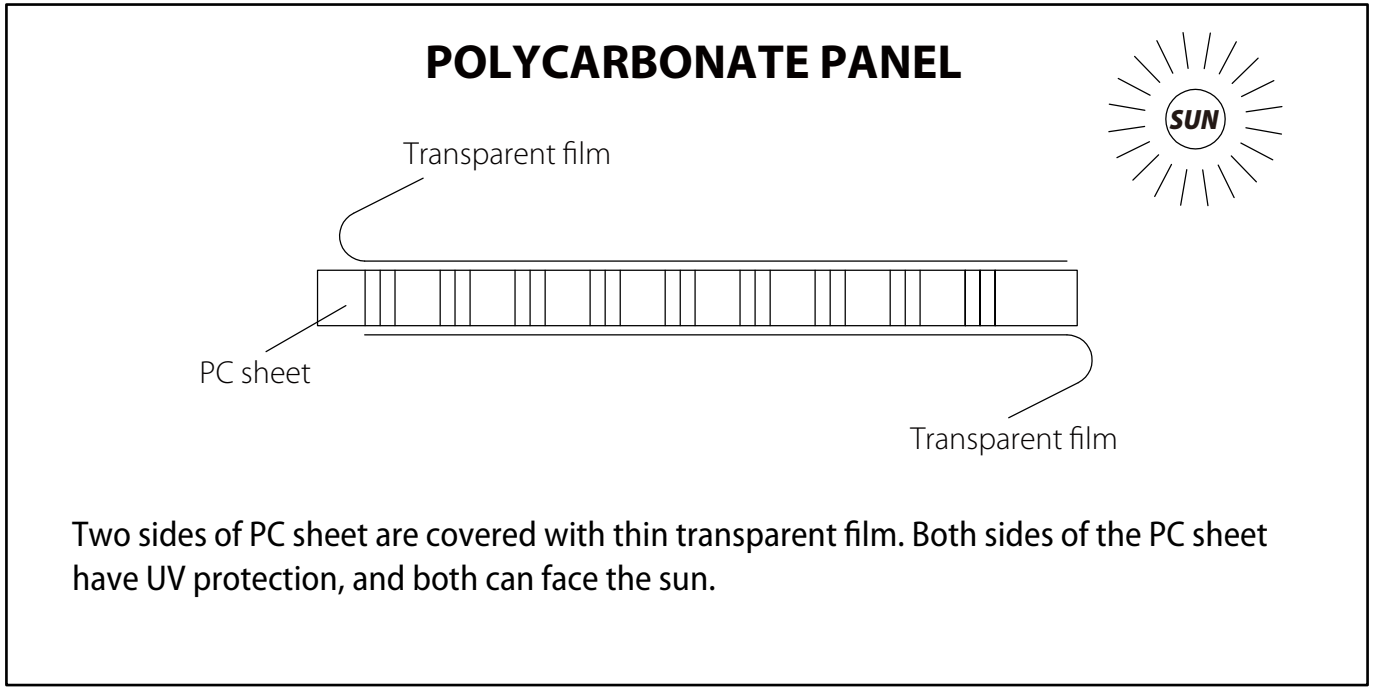 POLYCARBONATE PANEL
SUN
Transparent film
PC sheet
Transparent film
Two sides of PC sheet are covered with thin transparent film. Both sides of the PC sheet
have UV protection, and both can face the sun.